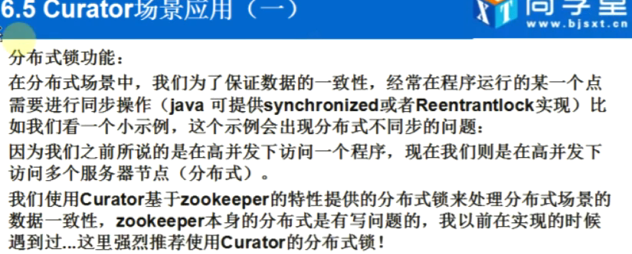 6.5 Curator场景应用（一）
同学堂
www.bjsxt.cn
分布式锁功能：
在分布式场景中，我们为了保证数据的一致性，经常在程序运行的某一个点
需要进行同步操作（java 可提供synchronized或者Reentrantlock实现）比
如我们看一个小示例，这个示例会出现分布式不同步的问题：
因为我们之前所说的是在高并发下访问一个程序，现在我们则是在高并发下
访问多个服务器节点（分布式）。
我们使用Curator基于zookeeper的特性提供的分布式锁来处理分布式场景的
数据一致性，zookeeper本身的分布式是有写问题的，我以前在实现的时候
遇到过...这里强烈推荐使用Curator的分布式锁！